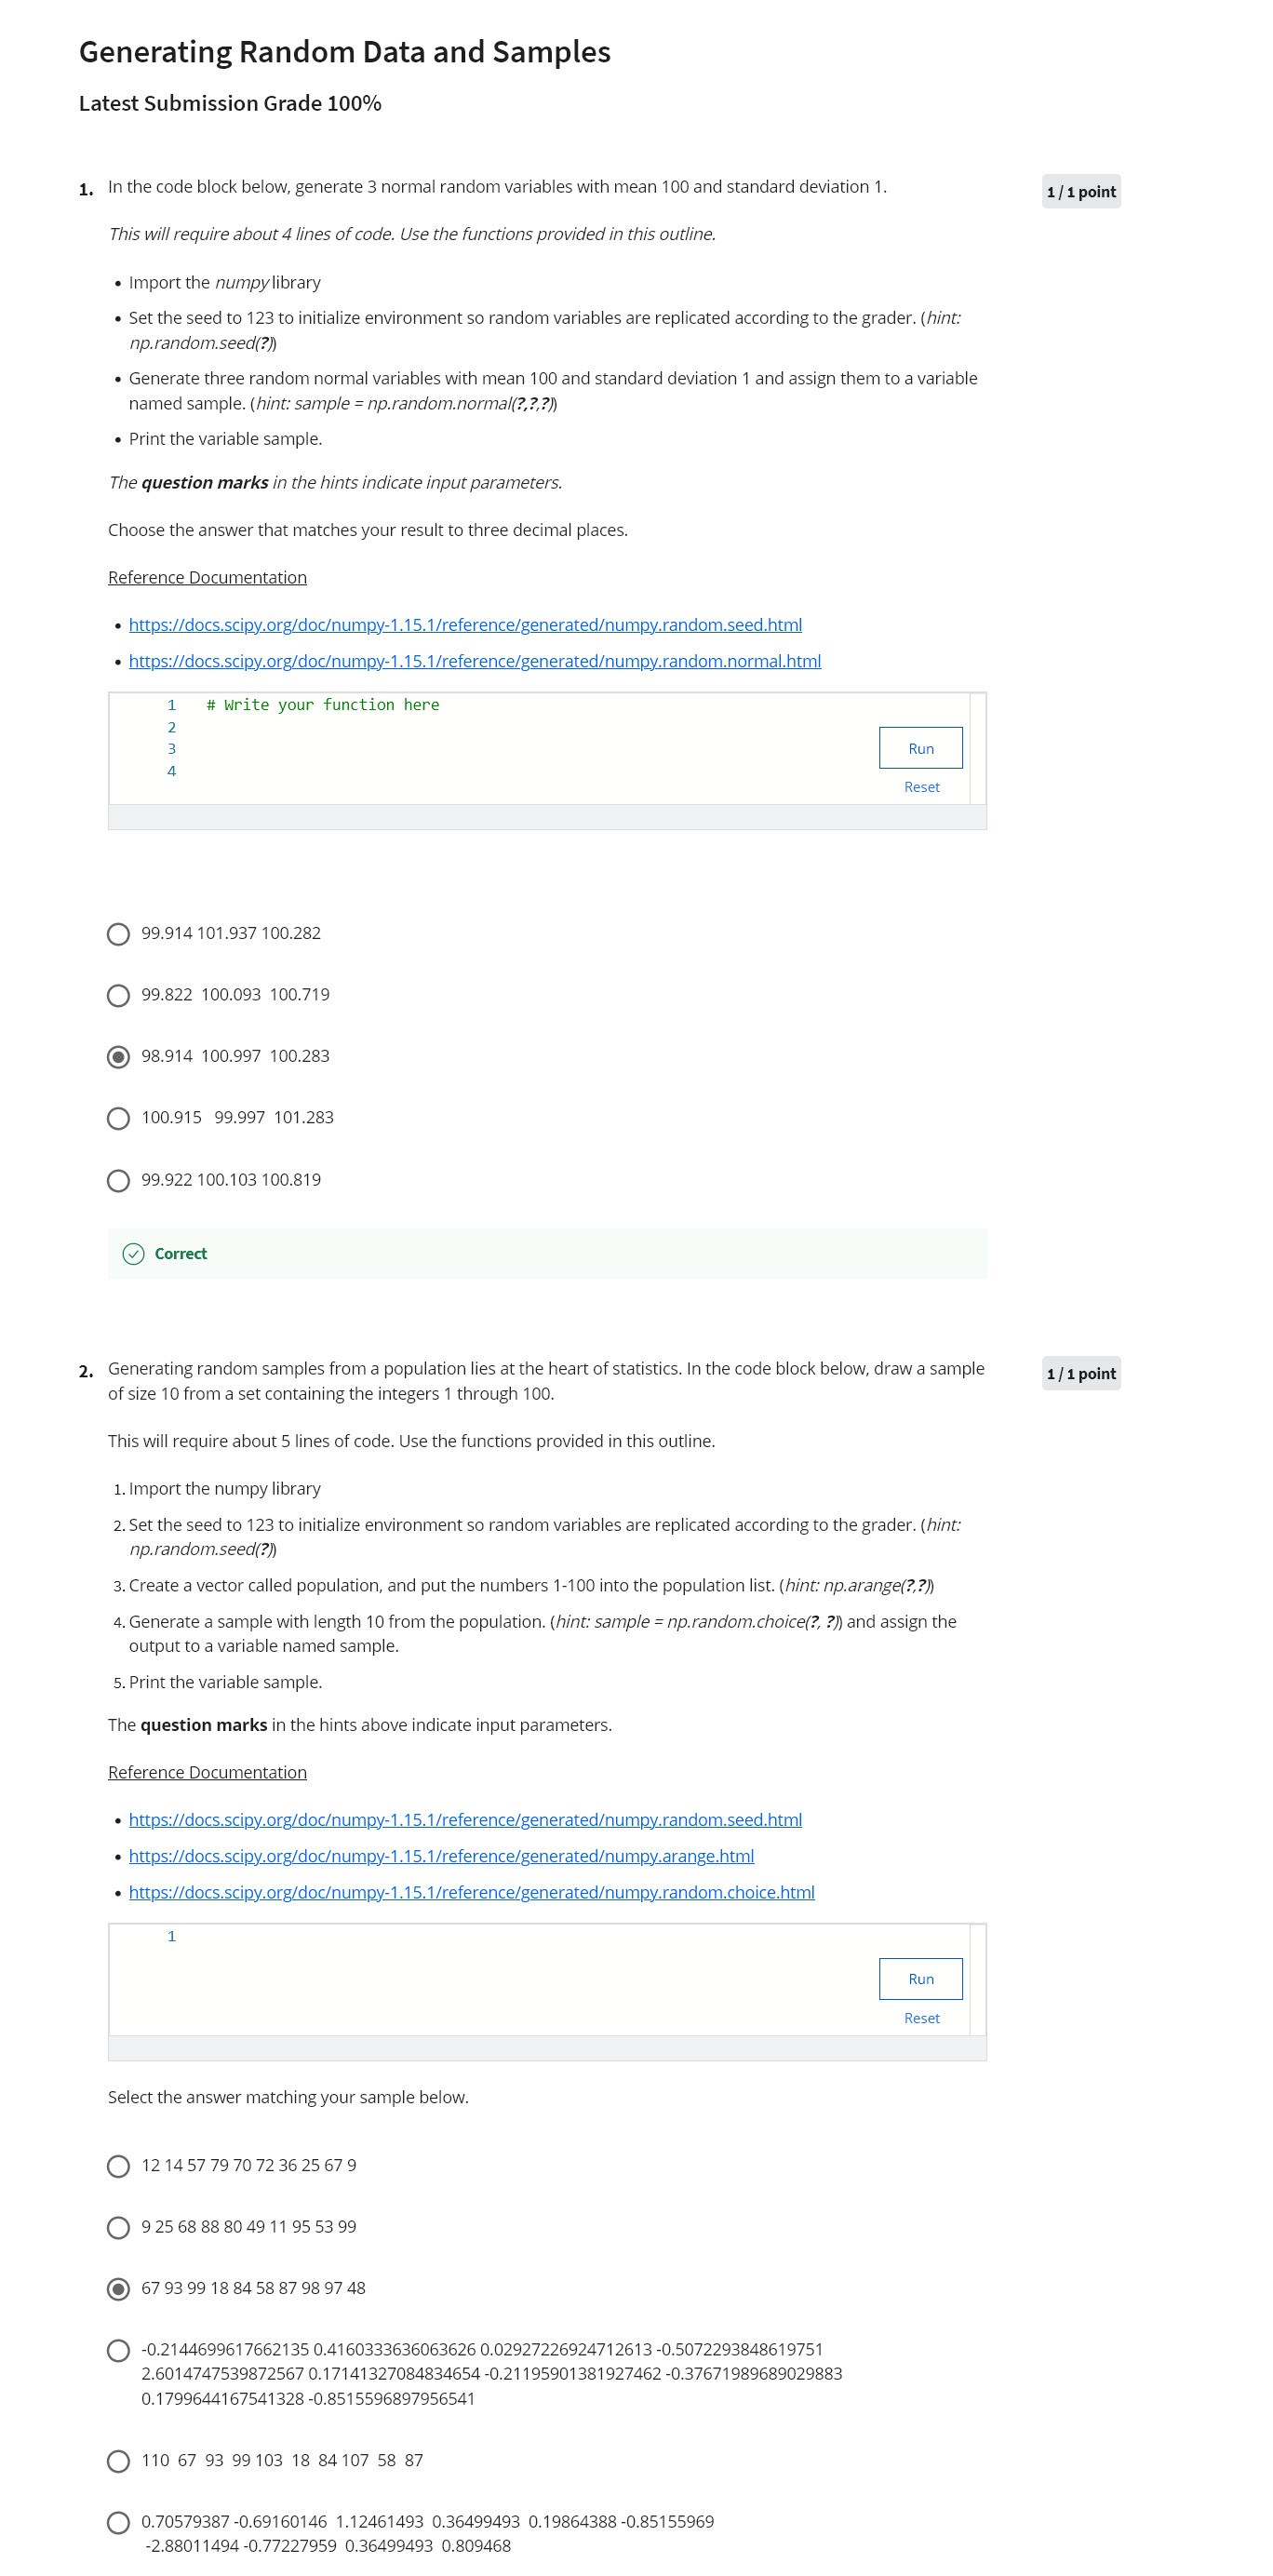 Generating Random Data and Samples
Latest Submission Grade 100%
1. In the code block below, generate 3 normal random variables with mean 100 and standard deviation 1.
1 / 1 point
This will require about 4 lines of code. Use the functions provided in this outline.
• Import the numpy library
• Set the seed to 123 to initialize environment so random variables are replicated according to the grader. (hint:
np.random.seed(?))
• Generate three random normal variables with mean 100 and standard deviation 1 and assign them to a variable
named sample. (hint: sample = np.random.normal(?,?,?))
• Print the variable sample.
The question marks in the hints indicate input parameters.
Choose the answer that matches your result to three decimal places.
Reference Documentation
• https://docs.scipy.org/doc/numpy-1.15.1/reference/generated/numpy.random.seed.html
• https://docs.scipy.org/doc/numpy-1.15.1/reference/generated/numpy.random.normal.html
1 # Write your function here
2
3
4
Run
Reset
99.914 101.937 100.282
99.822 100.093 100.719
98.914 100.997 100.283
100.915 99.997 101.283
99.922 100.103 100.819
Correct
2. Generating random samples from a population lies at the heart of statistics. In the code block below, draw a sample
of size 10 from a set containing the integers 1 through 100.
1 / 1 point
This will require about 5 lines of code. Use the functions provided in this outline.
1. Import the numpy library
2. Set the seed to 123 to initialize environment so random variables are replicated according to the grader. (hint:
np.random.seed(?))
3. Create a vector called population, and put the numbers 1-100 into the population list. (hint: np.arange(?,?))
4. Generate a sample with length 10 from the population. (hint: sample = np.random.choice(?, ?)) and assign the
output to a variable named sample.
5. Print the variable sample.
The question marks in the hints above indicate input parameters.
Reference Documentation
• https://docs.scipy.org/doc/numpy-1.15.1/reference/generated/numpy.random.seed.html
• https://docs.scipy.org/doc/numpy-1.15.1/reference/generated/numpy.arange.html
• https://docs.scipy.org/doc/numpy-1.15.1/reference/generated/numpy.random.choice.html
1
Run
Reset
Select the answer matching your sample below.
12 14 57 79 70 72 36 25 67 9
9 25 68 88 80 49 11 95 53 99
67 93 99 18 84 58 87 98 97 48
-0.2144699617662135 0.4160333636063626 0.02927226924712613 -0.5072293848619751
2.6014747539872567 0.17141327084834654 -0.21195901381927462 -0.37671989689029883
0.1799644167541328 -0.8515596897956541
110 67 93 99 103 18 84 107 58 87
0.70579387 -0.69160146 1.12461493 0.36499493 0.19864388 -0.85155969
-2.88011494 -0.77227959 0.36499493 0.809468